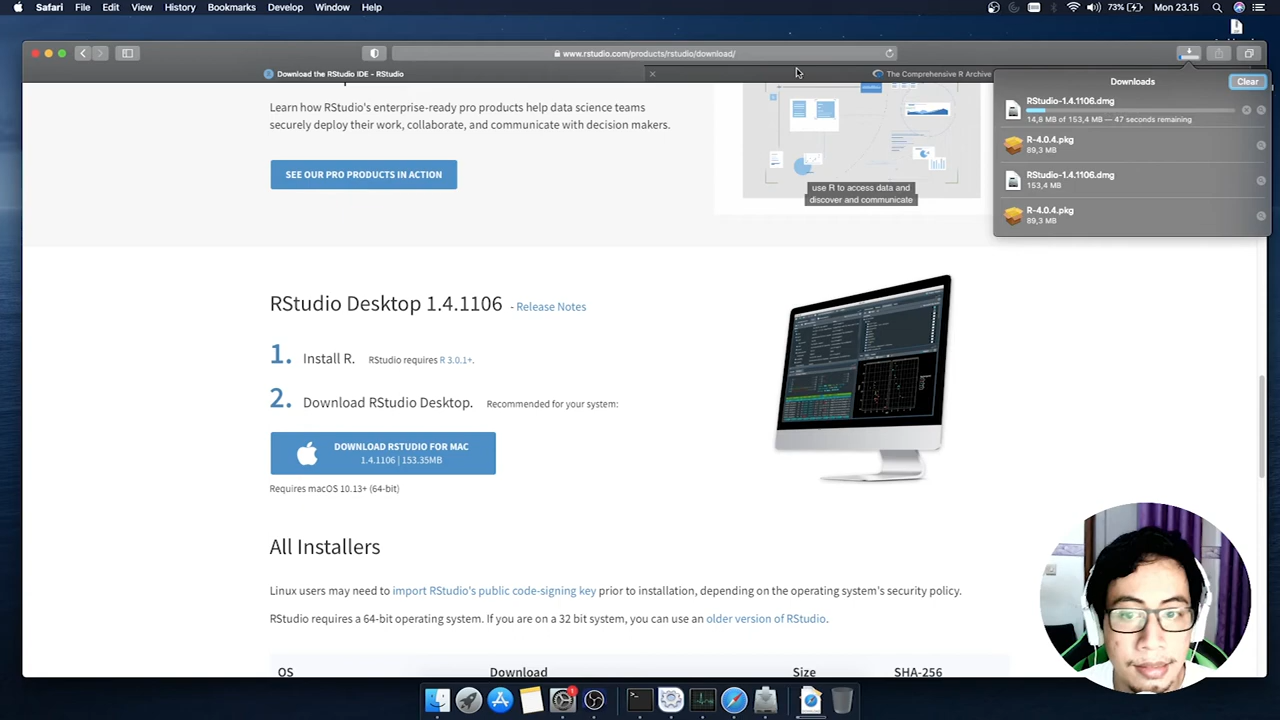 Safari File Edit View History Bookmarks Develop Window Help
73% Mon 23.15
www.rstudio.com/products/rstudio/download/
Download the RStudio IDE - RStudio
The Comprehensive R Archive
Downloads
Clear
RStudio-1.4.1106.dmg
14,8 MB of 153,4 MB — 47 seconds remaining
R-4.0.4.pkg
89,3 MB
RStudio-1.4.1106.dmg
153,4 MB
R-4.0.4.pkg
89,3 MB
Learn how RStudio's enterprise-ready pro products help data science teams
securely deploy their work, collaborate, and communicate with decision makers.
SEE OUR PRO PRODUCTS IN ACTION
use R to access data and
discover and communicate
RStudio Desktop 1.4.1106 - Release Notes
1. Install R. RStudio requires R 3.0.1+.
2. Download RStudio Desktop. Recommended for your system:
DOWNLOAD RSTUDIO FOR MAC
1.4.1106 | 153.35MB
Requires macOS 10.13+ (64-bit)
All Installers
Linux users may need to import RStudio's public code-signing key prior to installation, depending on the operating system's security policy.
RStudio requires a 64-bit operating system. If you are on a 32 bit system, you can use an older version of RStudio.
OS Download Size SHA-256